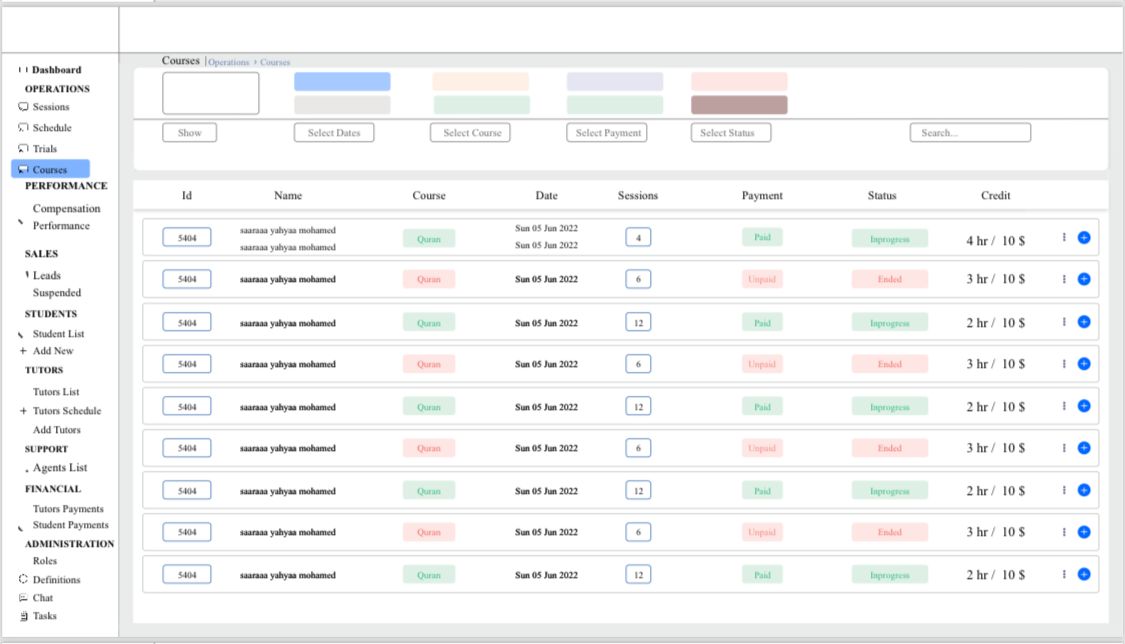 Dashboard
OPERATIONS
Sessions
Schedule
Trials
Courses
PERFORMANCE
Compensation
Performance
SALES
Leads
Suspended
STUDENTS
Student List
+ Add New
TUTORS
Tutors List
+ Tutors Schedule
Add Tutors
SUPPORT
Agents List
FINANCIAL
Tutors Payments
Student Payments
ADMINISTRATION
Roles
Definitions
Chat
Tasks
Courses | Operations > Courses
Show Select Dates Select Course Select Payment Select Status Search...
Id Name Course Date Sessions Payment Status Credit
5404 saaraaa yahyaa mohamed Quran Sun 05 Jun 2022 4 Paid Inprogress 4 hr / 10 $
saaraaa yahyaa mohamed Sun 05 Jun 2022
5404 saaraaa yahyaa mohamed Quran Sun 05 Jun 2022 6 Unpaid Ended 3 hr / 10 $
5404 saaraaa yahyaa mohamed Quran Sun 05 Jun 2022 12 Paid Inprogress 2 hr / 10 $
5404 saaraaa yahyaa mohamed Quran Sun 05 Jun 2022 6 Unpaid Ended 3 hr / 10 $
5404 saaraaa yahyaa mohamed Quran Sun 05 Jun 2022 12 Paid Inprogress 2 hr / 10 $
5404 saaraaa yahyaa mohamed Quran Sun 05 Jun 2022 6 Unpaid Ended 3 hr / 10 $
5404 saaraaa yahyaa mohamed Quran Sun 05 Jun 2022 12 Paid Inprogress 2 hr / 10 $
5404 saaraaa yahyaa mohamed Quran Sun 05 Jun 2022 6 Unpaid Ended 3 hr / 10 $
5404 saaraaa yahyaa mohamed Quran Sun 05 Jun 2022 12 Paid Inprogress 2 hr / 10 $